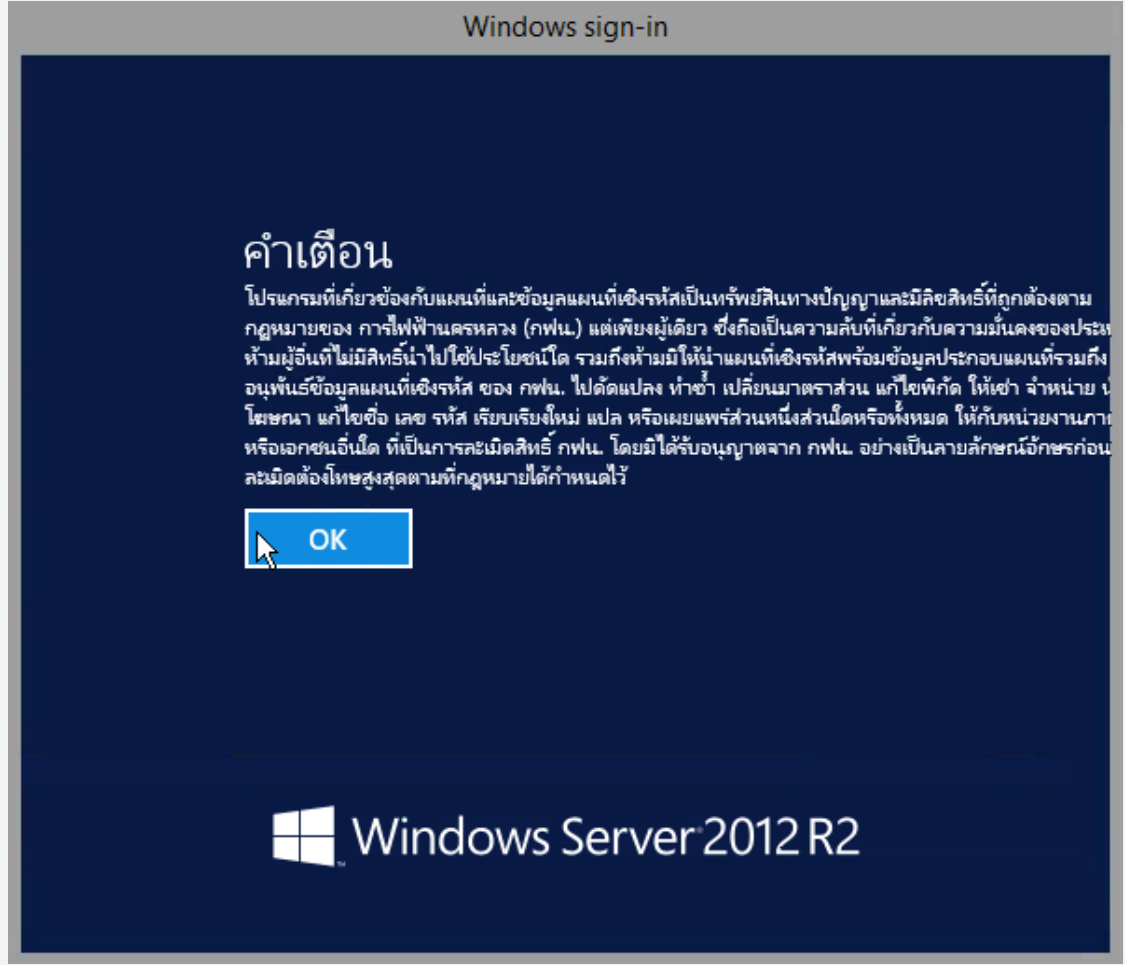 Windows sign-in
คำเตือน
โปรแกรมที่เกี่ยวข้องกับแผนที่และข้อมูลแผนที่เชิงรหัสเป็นทรัพย์สินทางปัญญาและมีลิขสิทธิ์ที่ถูกต้องตาม
กฎหมายของ การไฟฟ้านครหลวง (กฟน.) แต่เพียงผู้เดียว ซึ่งถือเป็นความลับที่เกี่ยวกับความมั่นคงของ
ห้ามผู้อื่นที่ไม่มีสิทธิ์นำไปใช้ประโยชน์ใด รวมถึงห้ามมิให้นำแผนที่เชิงรหัสพร้อมข้อมูลประกอบแผนที่รวมถึง
อนุพันธ์ข้อมูลแผนที่เชิงรหัส ของ กฟน. ไปดัดแปลง ทำซ้ำ เปลี่ยนมาตราส่วน แก้ไขพิกัด ให้เช่า จำหน่าย
โฆษณา แก้ไขชื่อ เลข รหัส เรียบเรียงใหม่ แปล หรือเผยแพร่ส่วนหนึ่งส่วนใดหรือทั้งหมด ให้กับหน่วยงาน
หรือเอกชนอื่นใด ที่เป็นการละเมิดสิทธิ์ กฟน. โดยมิได้รับอนุญาตจาก กฟน. อย่างเป็นลายลักษณ์อักษรก่อน
ละเมิดต้องโทษสูงสุดตามที่กฎหมายได้กำหนดไว้
OK
Windows Server 2012 R2